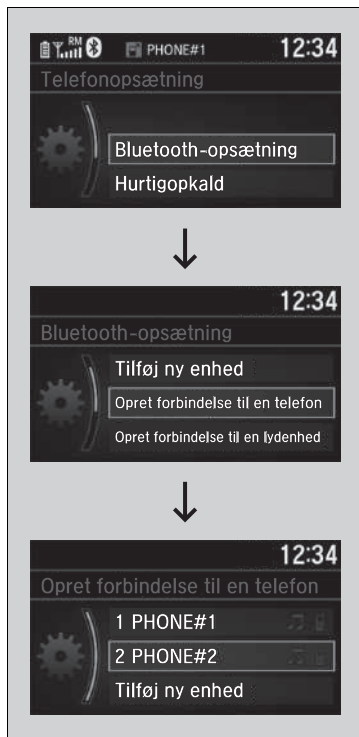 RM PHONE#1 12:34
Telefonopsætning
Bluetooth-opsætning
Hurtigopkald
12:34
Bluetooth-opsætning
Tilføj ny enhed
Opret forbindelse til en telefon
Opret forbindelse til en lydenhed
12:34
Opret forbindelse til en telefon
1 PHONE#1
2 PHONE#2
Tilføj ny enhed